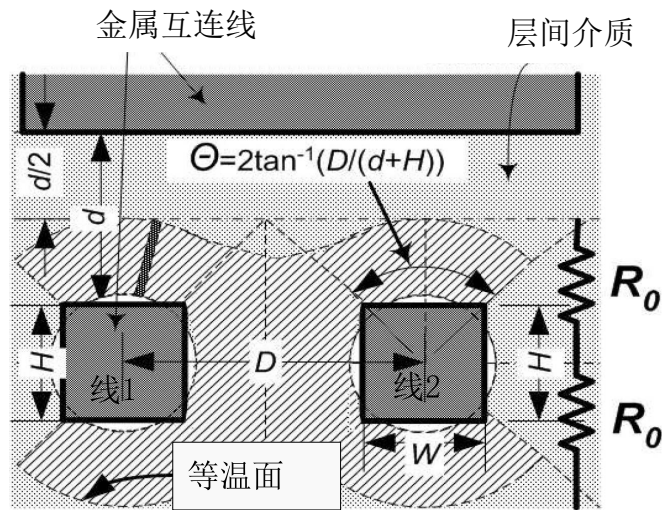 金属互连线
层间介质
d/2
d
Θ=2tan⁻¹(D/(d+H))
R₀
H
线1
D
线2
H
R₀
W
等温面